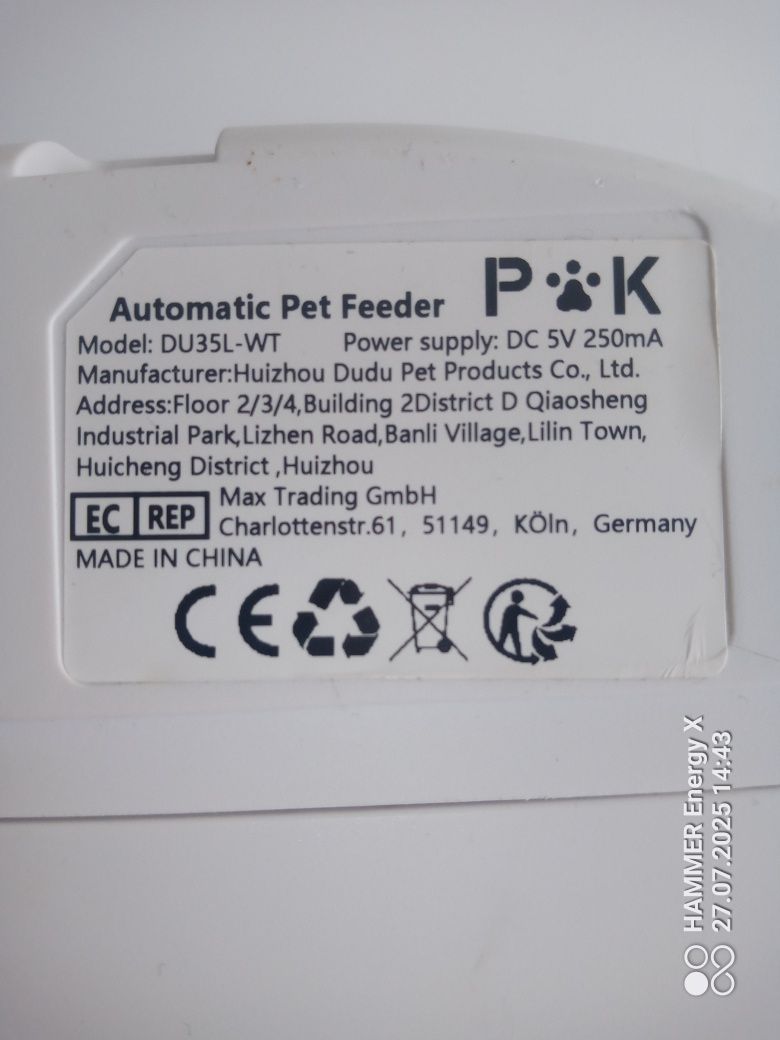 P K
Automatic Pet Feeder
Model: DU35L-WT Power supply: DC 5V 250mA
Manufacturer:Huizhou Dudu Pet Products Co., Ltd.
Address:Floor 2/3/4,Building 2District D Qiaosheng
Industrial Park,Lizhen Road,Banli Village,Lilin Town,
Huicheng District ,Huizhou
EC REP Max Trading GmbH
Charlottenstr.61, 51149, KÖln, Germany
MADE IN CHINA
CE
HAMMER Energy X
27.07.2025 14:43